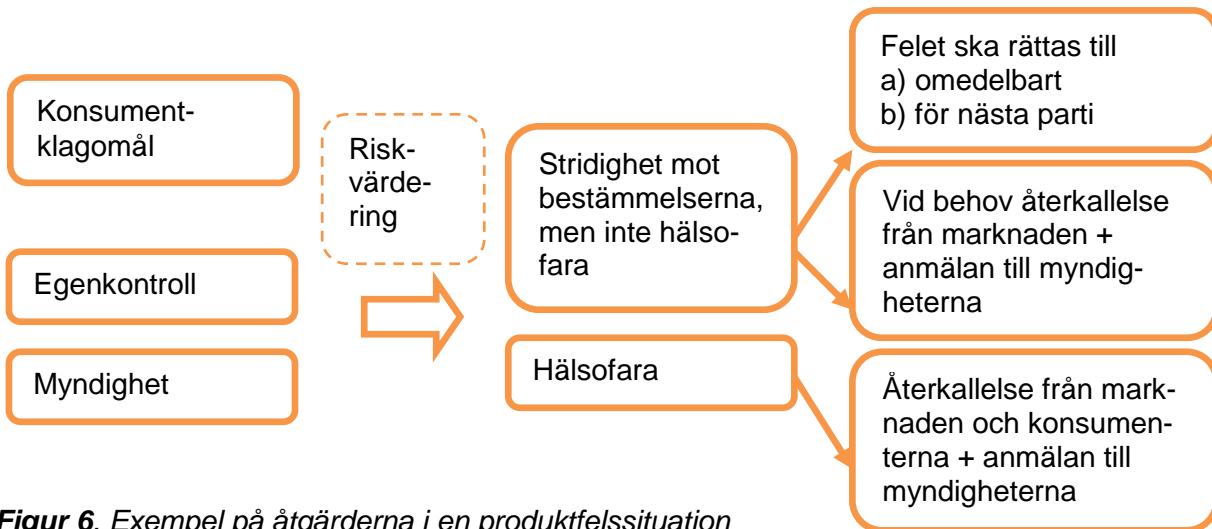 Konsument-
klagomål
Egenkontroll
Myndighet
Risk-
värde-
ring
Stridighet mot
bestämmelserna,
men inte hälso-
fara
Hälsofara
Felet ska rättas till
a) omedelbart
b) för nästa parti
Vid behov återkallelse
från marknaden +
anmälan till myndig-
heterna
Återkallelse från mark-
naden och konsumen-
terna + anmälan till
myndigheterna
Figur 6. Exempel på åtgärderna i en produktfelssituation